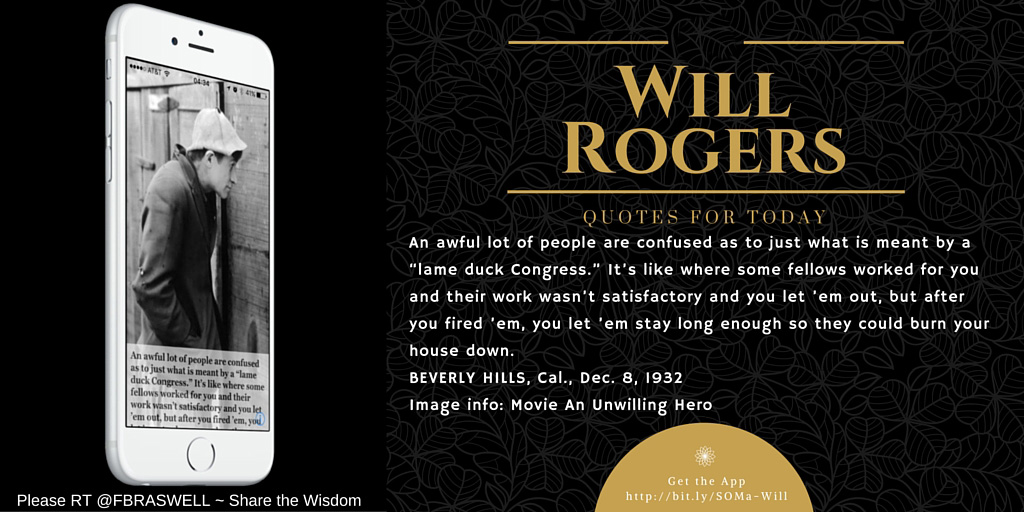 AT&T
04:34
41%
An awful lot of people are confused
as to just what is meant by a "lame
duck Congress." It's like where some
fellows worked for you and their
work wasn't satisfactory and you let
'em out, but after you fired 'em, you
Please RT @FBRASWELL ~ Share the Wisdom
WILL
ROGERS
QUOTES FOR TODAY
An awful lot of people are confused as to just what is meant by a
"lame duck Congress." It's like where some fellows worked for you
and their work wasn't satisfactory and you let 'em out, but after
you fired 'em, you let 'em stay long enough so they could burn your
house down.
BEVERLY HILLS, Cal., Dec. 8, 1932
Image info: Movie An Unwilling Hero
Get the App
http://bit.ly/SOMa-Will